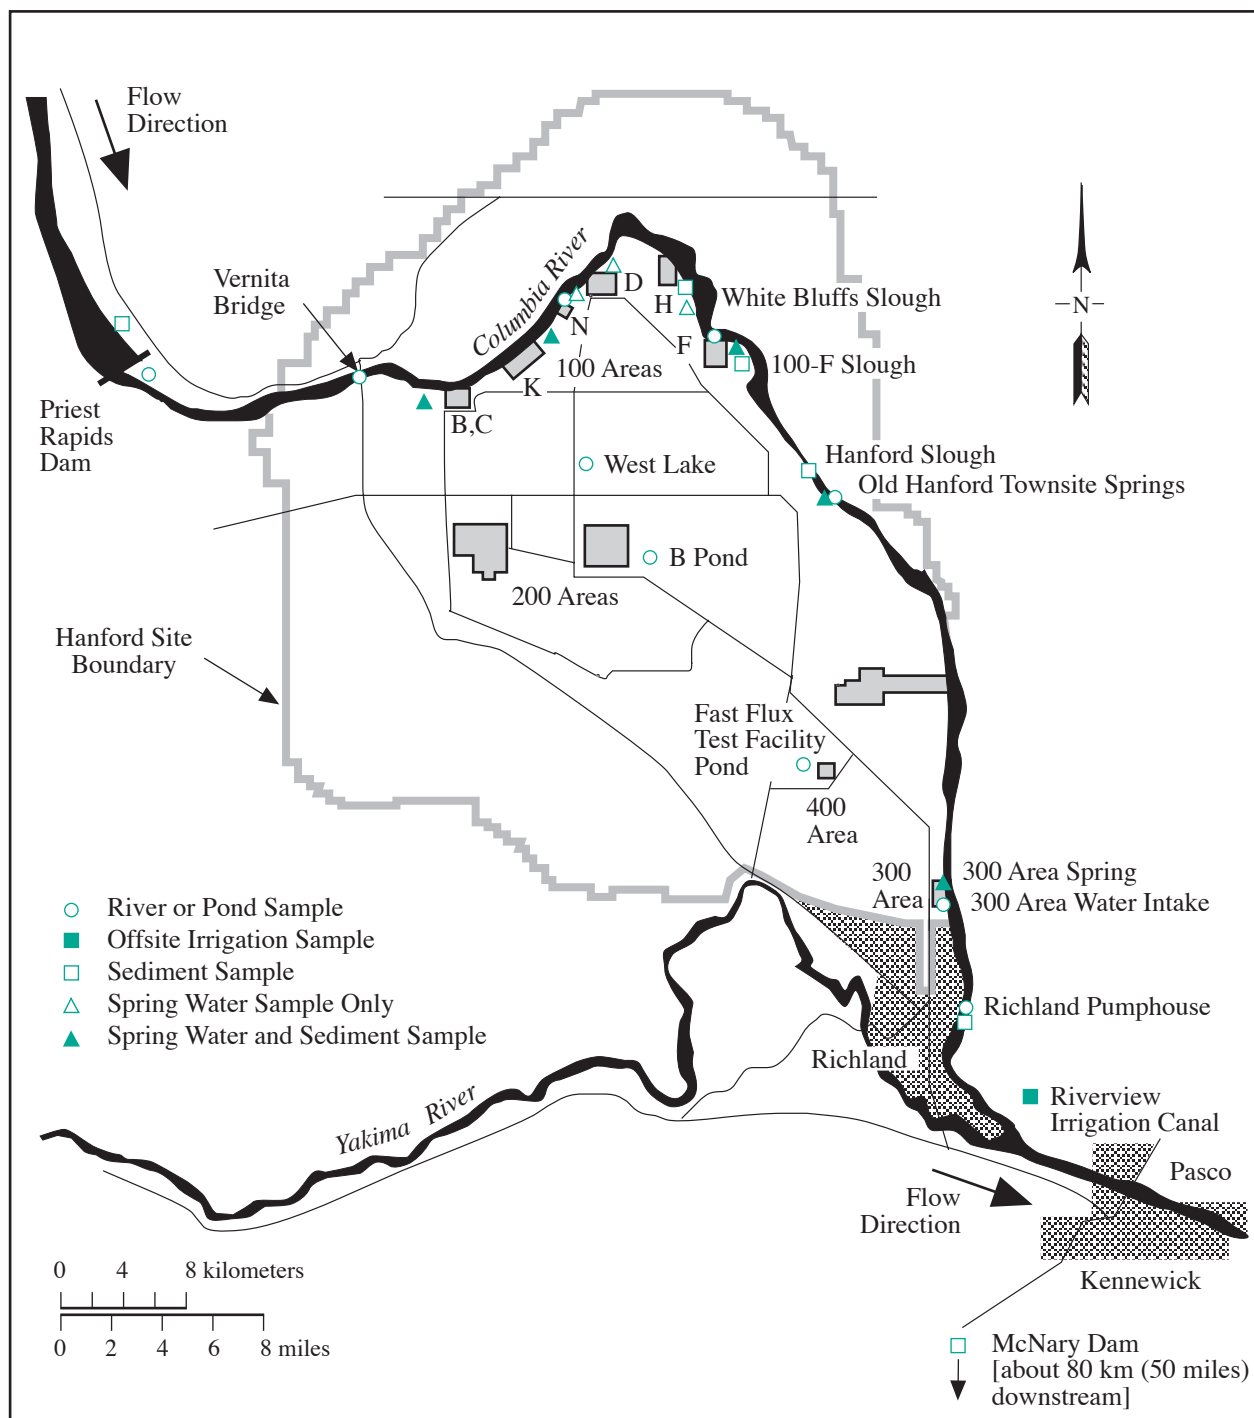 Flow
Direction
Vernita
Bridge
Columbia River
D
H
White Bluffs Slough
N
N
F
100 Areas
100-F Slough
K
Priest
Rapids
Dam
B,C
Hanford Slough
West Lake
Old Hanford Townsite Springs
B Pond
200 Areas
Hanford Site
Boundary
Fast Flux
Test Facility
Pond
400
Area
300
Area
300 Area Spring
300 Area Water Intake
River or Pond Sample
Offsite Irrigation Sample
Sediment Sample
Spring Water Sample Only
Spring Water and Sediment Sample
Richland Pumphouse
Richland
Yakima River
Riverview
Irrigation Canal
Pasco
Flow
Direction
Kennewick
0 4 8 kilometers
0 2 4 6 8 miles
McNary Dam
[about 80 km (50 miles)
downstream]